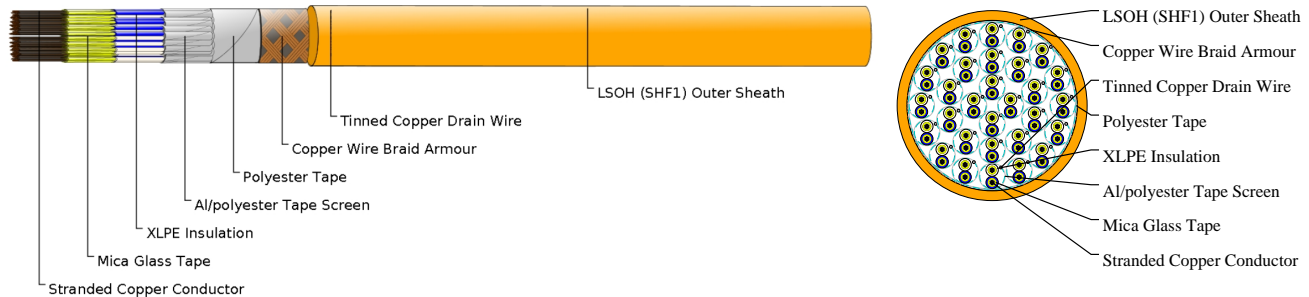 LSOH (SHF1) Outer Sheath
Tinned Copper Drain Wire
Copper Wire Braid Armour
Polyester Tape
Al/polyester Tape Screen
XLPE Insulation
Mica Glass Tape
Stranded Copper Conductor
LSOH (SHF1) Outer Sheath
Copper Wire Braid Armour
Tinned Copper Drain Wire
Polyester Tape
XLPE Insulation
Al/polyester Tape Screen
Mica Glass Tape
Stranded Copper Conductor